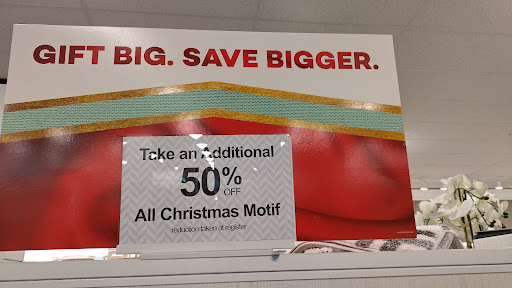 GIFT BIG. SAVE BIGGER.
Take an Additional
50% OFF
All Christmas Motif
reduction taken at register